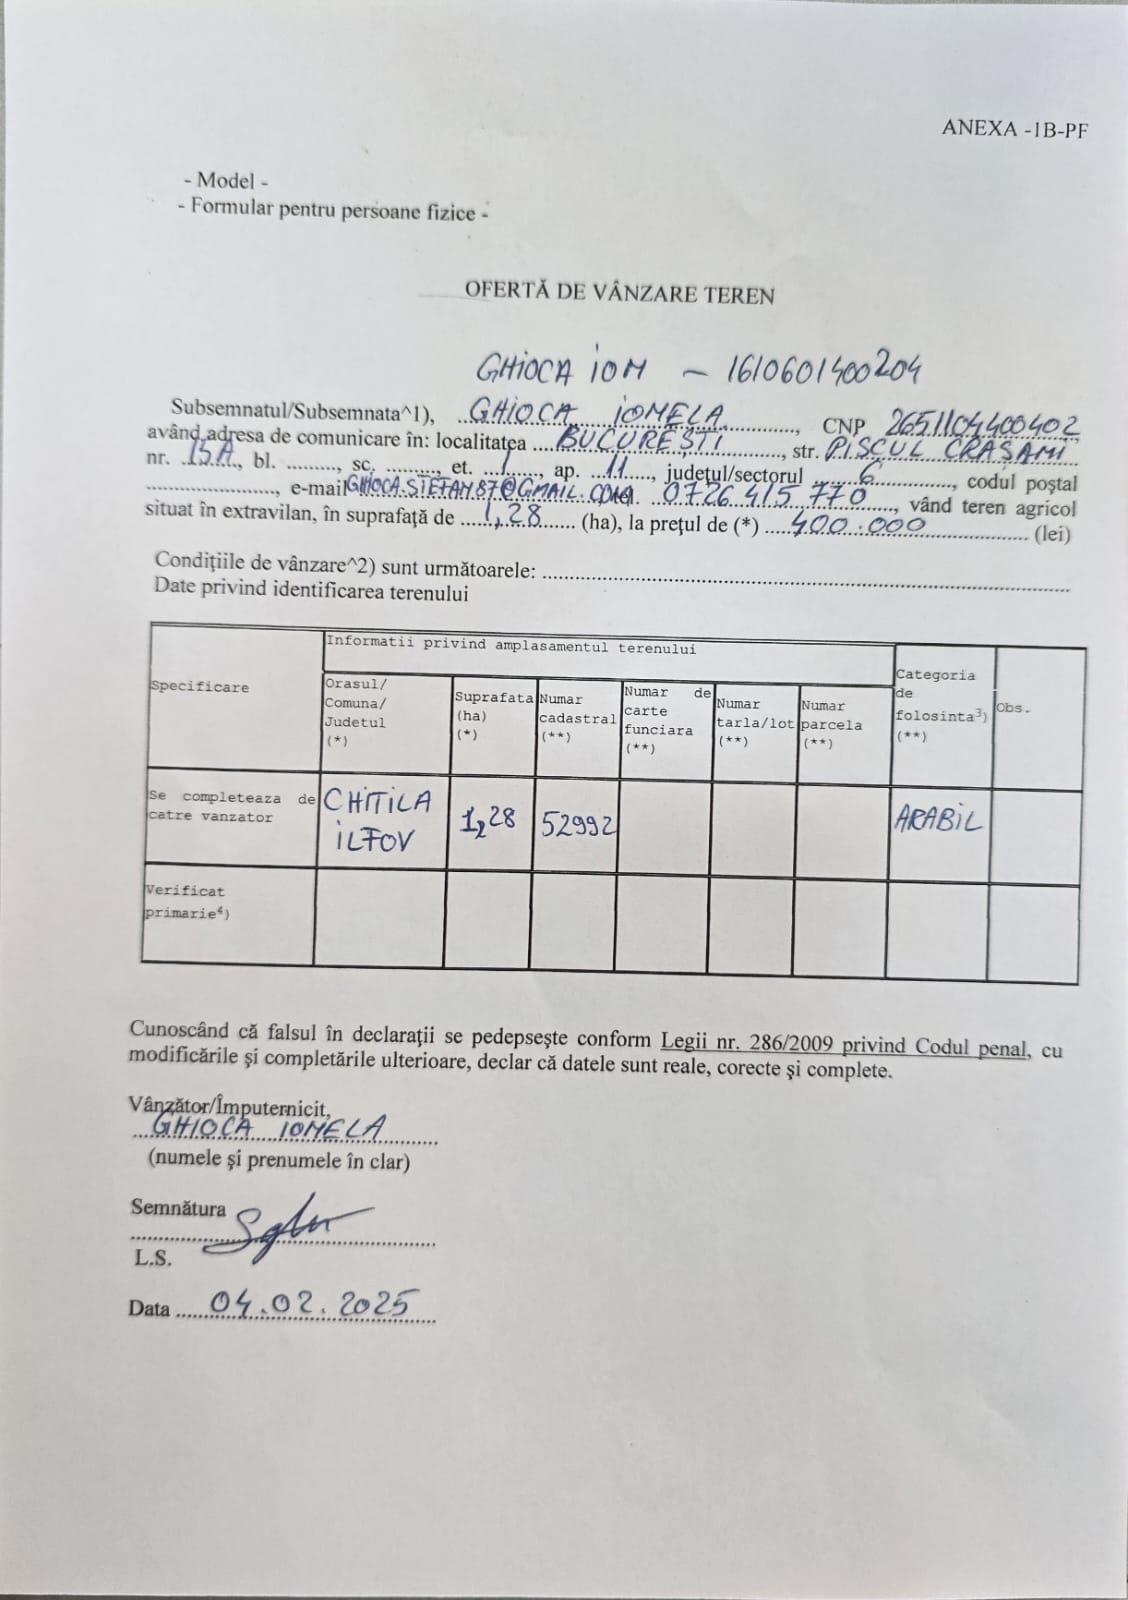 ANEXA -1B-PF
- Model -
- Formular pentru persoane fizice -
OFERTĂ DE VÂNZARE TEREN
GHIOCA ION - 1610601400204
Subsemnatul/Subsemnata^1), ..GHIOCA IONELA............, CNP 2651104400402
având adresa de comunicare în: localitatea ....BUCUREȘTI............, str. PISCUL CRASANI
nr. 15A, bl. ........., sc. ........., et. 1......, ap. 11......, județul/sectorul ......6............, codul poștal
..................., e-mail GHIOCA.STEFAN87@GMAIL.COM tel. 0726 415 770 ....., vând teren agricol
situat în extravilan, în suprafață de ....1,28...... (ha), la prețul de (*) ....400.000................ (lei)
Condițiile de vânzare^2) sunt următoarele: ................................................................
Date privind identificarea terenului
Informatii privind amplasamentul terenului
Specificare
Orasul/ Comuna/ Judetul (*)
Suprafata (ha) (*)
Numar cadastral (**)
Numar de carte funciara (**)
Numar tarla/lot (**)
Numar parcela (**)
Categoria de folosinta3) (**)
Obs.
Se completeaza de catre vanzator
CHITILA ILFOV
1,28
52992
ARABIL
Verificat primarie4)
Cunoscând că falsul în declarații se pedepsește conform Legii nr. 286/2009 privind Codul penal, cu
modificările și completările ulterioare, declar că datele sunt reale, corecte și complete.
Vânzător/Împuternicit,
GHIOCA IONELA
(numele și prenumele în clar)
Semnătura
L.S.
Data ..... 04.02.2025